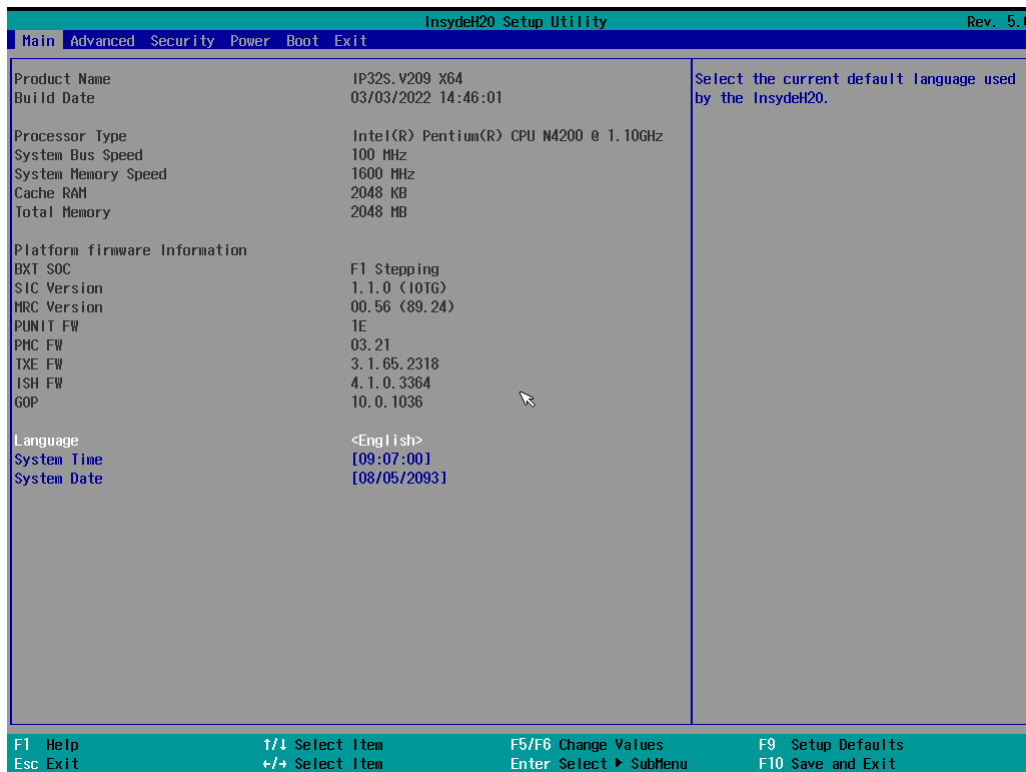 InsydeH20 Setup Utility Rev. 5.
Main Advanced Security Power Boot Exit
Product Name IP32S.V209 X64
Build Date 03/03/2022 14:46:01
Processor Type Intel(R) Pentium(R) CPU N4200 @ 1.10GHz
System Bus Speed 100 MHz
System Memory Speed 1600 MHz
Cache RAM 2048 KB
Total Memory 2048 MB
Platform firmware Information
BXT SOC F1 Stepping
SIC Version 1.1.0 (IOTG)
MRC Version 00.56 (89.24)
PUNIT FW 1E
PMC FW 03.21
TXE FW 3.1.65.2318
ISH FW 4.1.0.3364
GOP 10.0.1036
Language <English>
System Time [09:07:00]
System Date [08/05/2093]
Select the current default language used
by the InsydeH20.
F1 Help ↑/↓ Select Item F5/F6 Change Values F9 Setup Defaults
Esc Exit ←/→ Select Item Enter Select ▶ SubMenu F10 Save and Exit